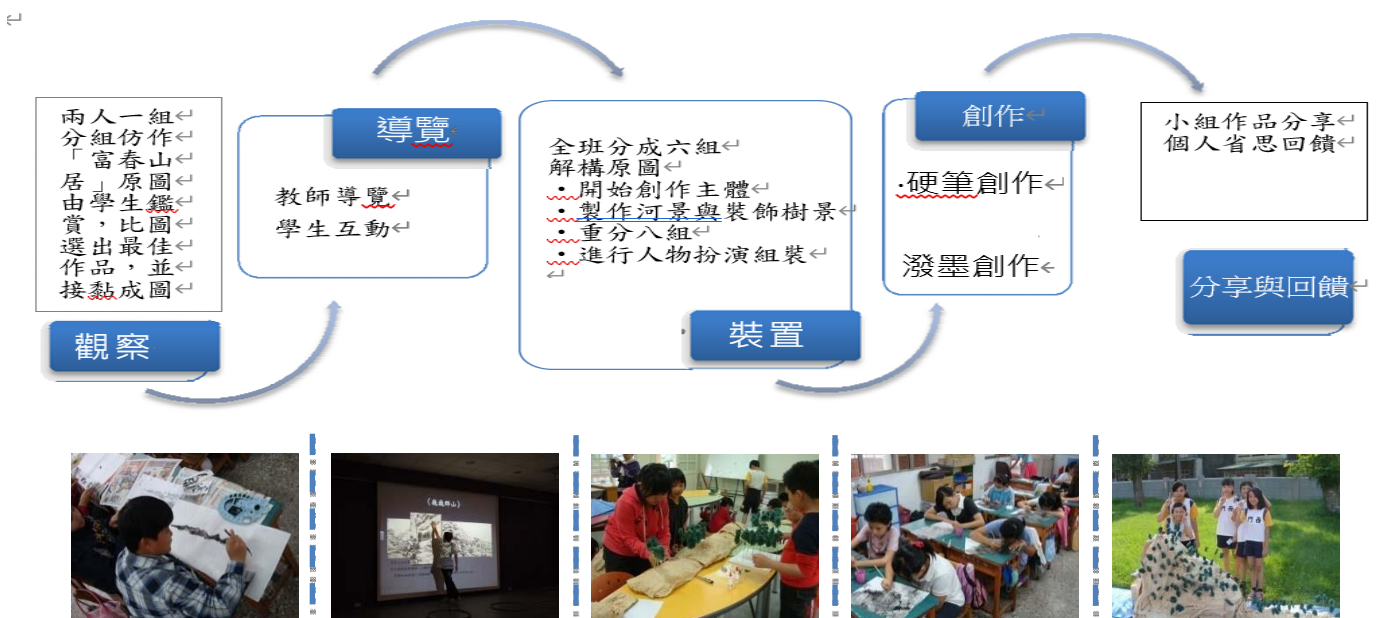 兩人一組
分組仿作
「富春山
居」原圖
由學生鑑
賞，比圖
選出最佳
作品，並
接黏成圖
觀察
導覽
教師導覽
學生互動
全班分成六組
解構原圖
•開始創作主體
•製作河景與裝飾樹景
•重分八組
•進行人物扮演組裝
裝置
創作
•硬筆創作
潑墨創作
小組作品分享
個人省思回饋
分享與回饋